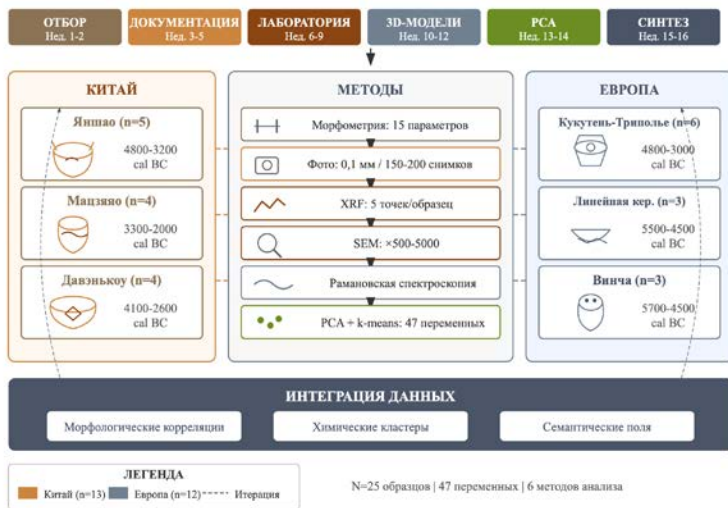 ОТБОР
Нед. 1-2
ДОКУМЕНТАЦИЯ
Нед. 3-5
ЛАБОРАТОРИЯ
Нед. 6-9
3D-МОДЕЛИ
Нед. 10-12
PCA
Нед. 13-14
СИНТЕЗ
Нед. 15-16
КИТАЙ
Яншао (n=5)
4800-3200
cal BC
Мацзяяо (n=4)
3300-2000
cal BC
Давэнькоу (n=4)
4100-2600
cal BC
МЕТОДЫ
Морфометрия: 15 параметров
Фото: 0,1 мм / 150-200 снимков
XRF: 5 точек/образец
SEM: ×500-5000
Рамановская спектроскопия
PCA + k-means: 47 переменных
ЕВРОПА
Кукутень-Триполье (n=6)
4800-3000
cal BC
Линейная кер. (n=3)
5500-4500
cal BC
Винча (n=3)
5700-4500
cal BC
ИНТЕГРАЦИЯ ДАННЫХ
Морфологические корреляции
Химические кластеры
Семантические поля
ЛЕГЕНДА
Китай (n=13)
Европа (n=12)
Итерация
N=25 образцов | 47 переменных | 6 методов анализа